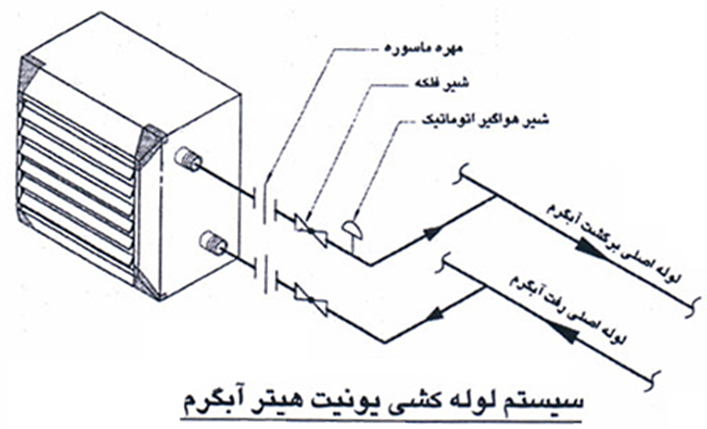 مهره ماسوره
شیر فلکه
شیر هواگیر اتوماتیک
لوله اصلی برگشت آبگرم
لوله اصلی رفت آبگرم
سیستم لوله کشی یونیت هیتر آبگرم